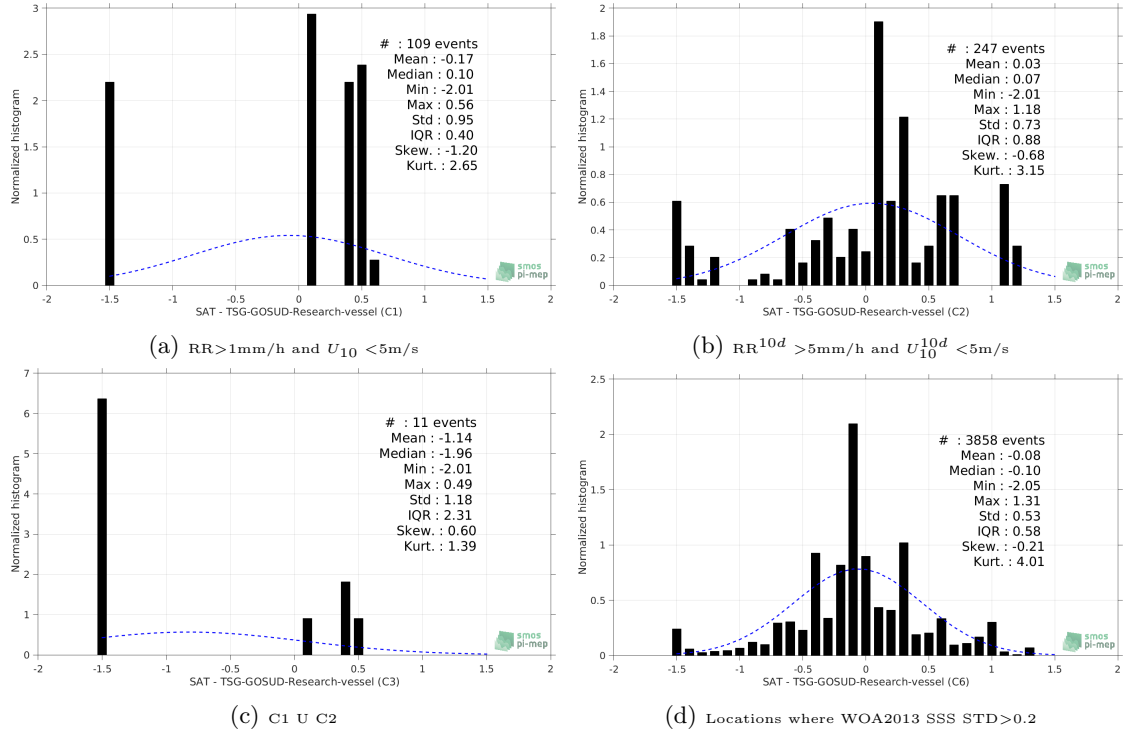 3
2.5
2
1.5
1
0.5
0
-2
-1.5
-1
-0.5
0
0.5
1
1.5
2
Normalized histogram
SAT - TSG-GOSUD-Research-vessel (C1)
# : 109 events
Mean : -0.17
Median : 0.10
Min : -2.01
Max : 0.56
Std : 0.95
IQR : 0.40
Skew. : -1.20
Kurt. : 2.65
smos
pi-mep
(a) RR>1mm/h and U10 <5m/s
2
1.8
1.6
1.4
1.2
1
0.8
0.6
0.4
0.2
0
-2
-1.5
-1
-0.5
0
0.5
1
1.5
2
Normalized histogram
SAT - TSG-GOSUD-Research-vessel (C2)
# : 247 events
Mean : 0.03
Median : 0.07
Min : -2.01
Max : 1.18
Std : 0.73
IQR : 0.88
Skew. : -0.68
Kurt. : 3.15
smos
pi-mep
(b) RR^10d >5mm/h and U10^10d <5m/s
7
6
5
4
3
2
1
0
-2
-1.5
-1
-0.5
0
0.5
1
1.5
2
Normalized histogram
SAT - TSG-GOSUD-Research-vessel (C3)
# : 11 events
Mean : -1.14
Median : -1.96
Min : -2.01
Max : 0.49
Std : 1.18
IQR : 2.31
Skew. : 0.60
Kurt. : 1.39
smos
pi-mep
(c) C1 U C2
2.5
2
1.5
1
0.5
0
-2
-1.5
-1
-0.5
0
0.5
1
1.5
2
Normalized histogram
SAT - TSG-GOSUD-Research-vessel (C6)
# : 3858 events
Mean : -0.08
Median : -0.10
Min : -2.05
Max : 1.31
Std : 0.53
IQR : 0.58
Skew. : -0.21
Kurt. : 4.01
smos
pi-mep
(d) Locations where WOA2013 SSS STD>0.2